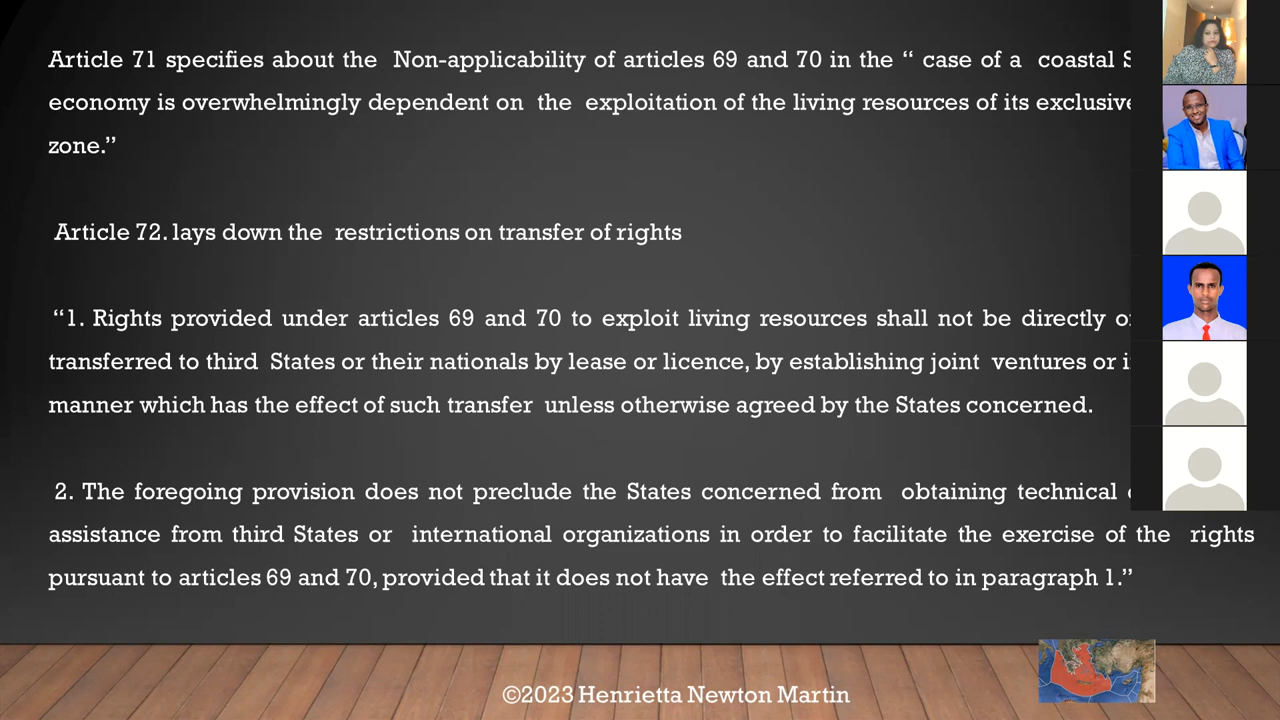 Article 71 specifies about the Non-applicability of articles 69 and 70 in the “ case of a coastal
economy is overwhelmingly dependent on the exploitation of the living resources of its exclusive
zone.”
Article 72. lays down the restrictions on transfer of rights
“1. Rights provided under articles 69 and 70 to exploit living resources shall not be directly
transferred to third States or their nationals by lease or licence, by establishing joint ventures or
manner which has the effect of such transfer unless otherwise agreed by the States concerned.
2. The foregoing provision does not preclude the States concerned from obtaining technical
assistance from third States or international organizations in order to facilitate the exercise of the rights
pursuant to articles 69 and 70, provided that it does not have the effect referred to in paragraph 1.”
©2023 Henrietta Newton Martin